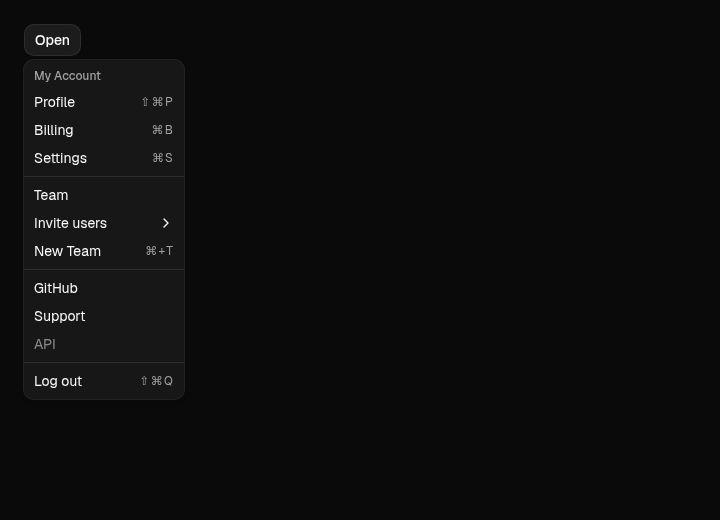 Open
My Account
Profile ⇧⌘P
Billing ⌘B
Settings ⌘S
Team
Invite users
New Team ⌘+T
GitHub
Support
API
Log out ⇧⌘Q